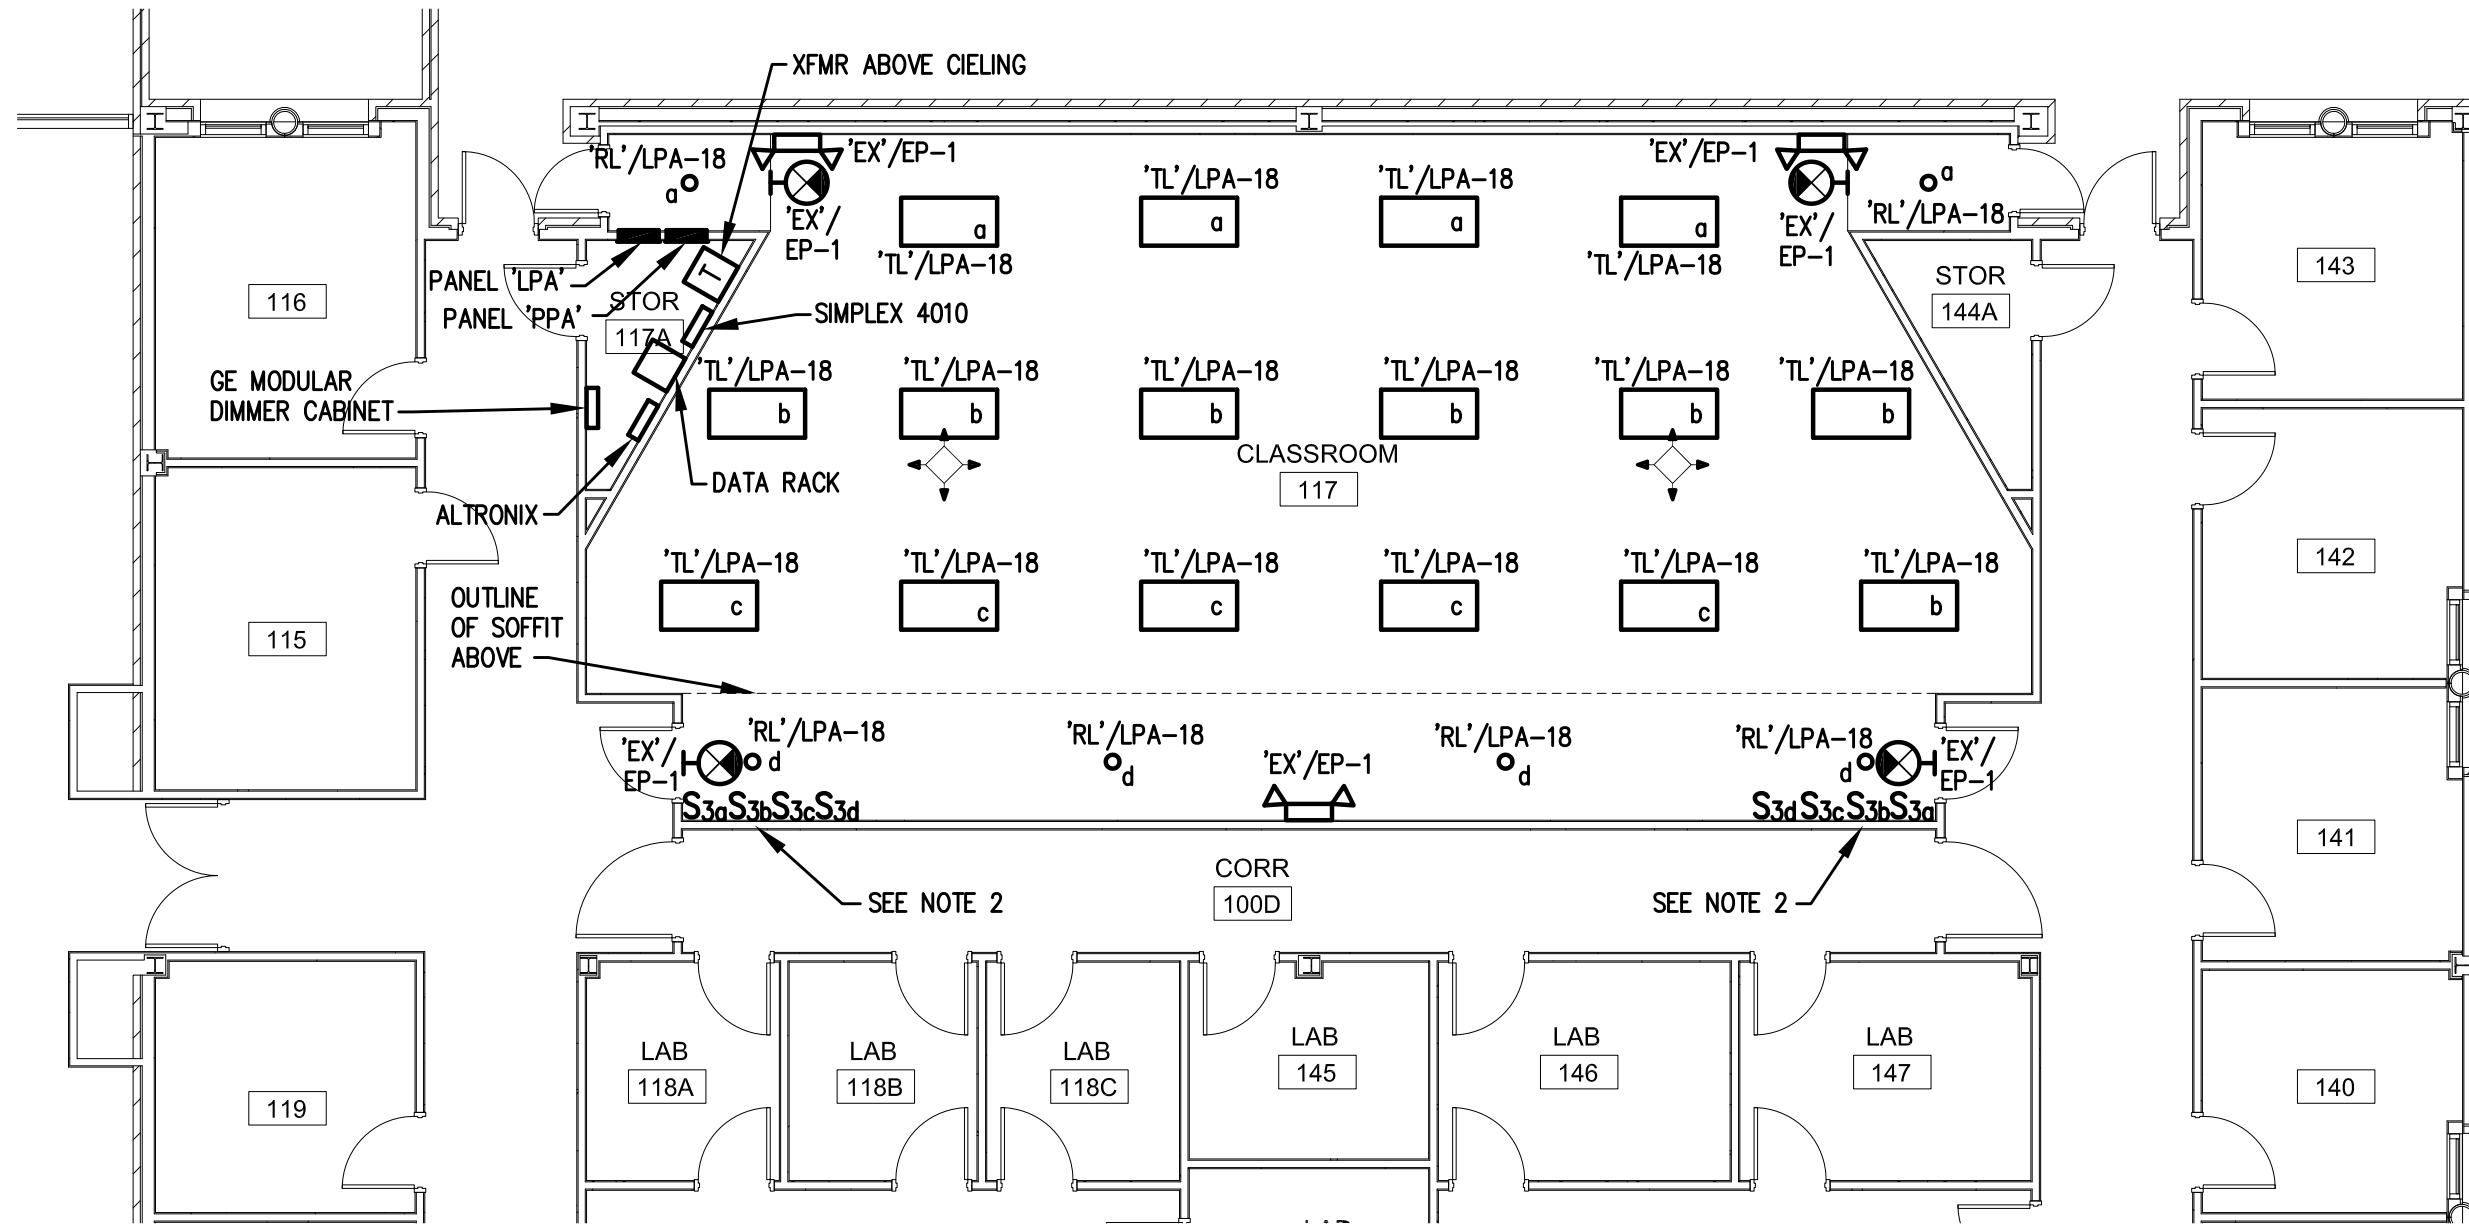 XFMR ABOVE CIELING
'RL'/LPA-18
a
'EX'/EP-1
'EX'/
EP-1
'TL'/LPA-18
a
'TL'/LPA-18
a
'TL'/LPA-18
a
'TL'/LPA-18
a
'EX'/EP-1
'EX'/
EP-1
a
'RL'/LPA-18
PANEL 'LPA'
PANEL 'PPA'
STOR
117A
T
SIMPLEX 4010
STOR
144A
116
143
GE MODULAR
DIMMER CABINET
'TL'/LPA-18
b
'TL'/LPA-18
b
'TL'/LPA-18
b
'TL'/LPA-18
b
'TL'/LPA-18
b
'TL'/LPA-18
b
CLASSROOM
117
DATA RACK
ALTRONIX
142
115
OUTLINE
OF SOFFIT
ABOVE
'TL'/LPA-18
c
'TL'/LPA-18
c
'TL'/LPA-18
c
'TL'/LPA-18
c
'TL'/LPA-18
c
'TL'/LPA-18
b
'EX'/
EP-1
'RL'/LPA-18
d
'RL'/LPA-18
d
'EX'/EP-1
'RL'/LPA-18
d
'RL'/LPA-18
d
'EX'/
EP-1
S3aS3bS3cS3d
S3dS3cS3bS3a
141
CORR
100D
SEE NOTE 2
SEE NOTE 2
LAB
118A
LAB
118B
LAB
118C
LAB
145
LAB
146
LAB
147
119
140